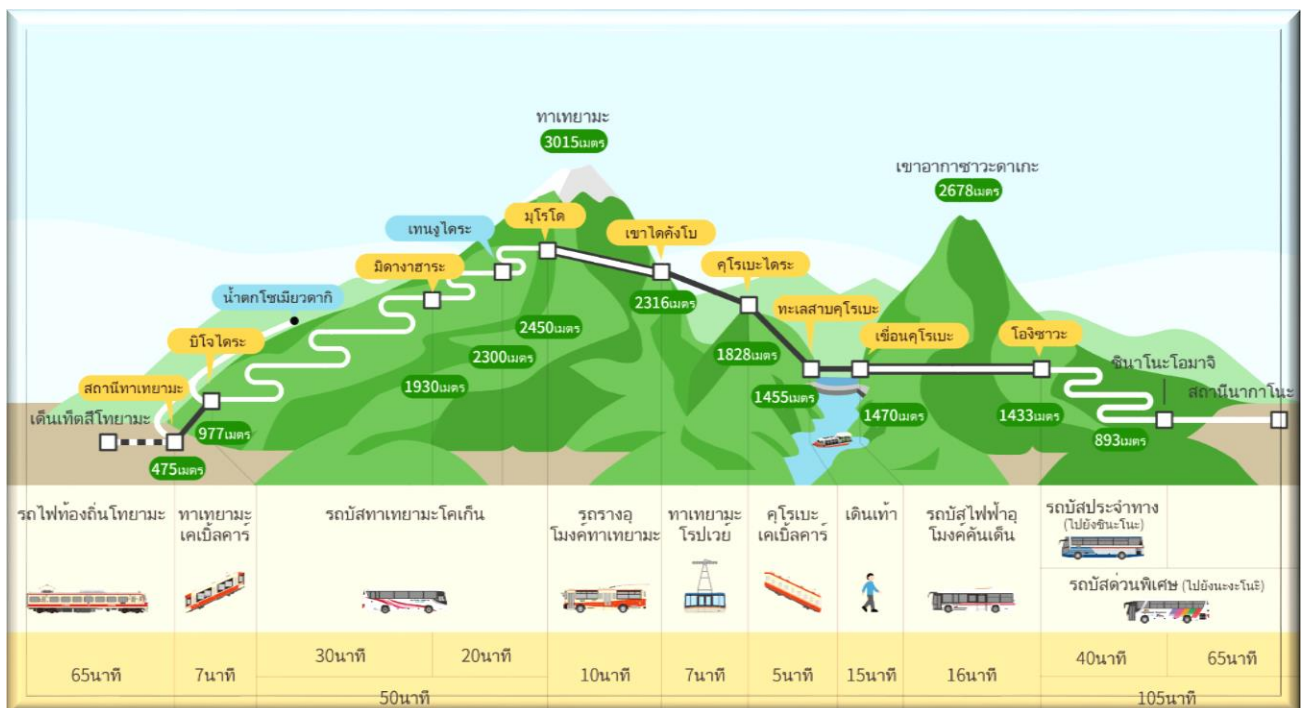 ทาเทยามะ
3015เมตร
เขาอากาซาวะดาเกะ
2678เมตร
มุโรโด
เทนงูไดระ
เขาไดคังโบ
มิดางาฮาระ
คุโรเบะไดระ
น้ำตกโชเมียวดากิ
2316เมตร
ทะเลสาบคุโรเบะ
2450เมตร
บิโจไดระ
เขื่อนคุโรเบะ
โอกิซาวะ
2300เมตร
1828เมตร
ชินาโนะโอมาจิ
สถานีทาเทยามะ
1930เมตร
1455เมตร
สถานีนากาโนะ
เด็นเท็ตสึโทยามะ
977เมตร
1470เมตร
1433เมตร
893เมตร
475เมตร
รถไฟท้องถิ่นโทยามะ
ทาเทยามะ
เคเบิ้ลคาร์
รถบัสทาเทยามะโคเก็น
รถรางอุ
โมงค์ทาเทยามะ
ทาเทยามะ
โรปเวย์
คุโรเบะ
เคเบิ้ลคาร์
เดินเท้า
รถบัสไฟฟ้าอุ
โมงค์คันเด็น
รถบัสประจำทาง
(ไปยังชินะโนะ)
รถบัสด่วนพิเศษ (ไปยังนะงะโนะ)
65นาที
7นาที
30นาที
20นาที
50นาที
10นาที
7นาที
5นาที
15นาที
16นาที
40นาที
65นาที
105นาที